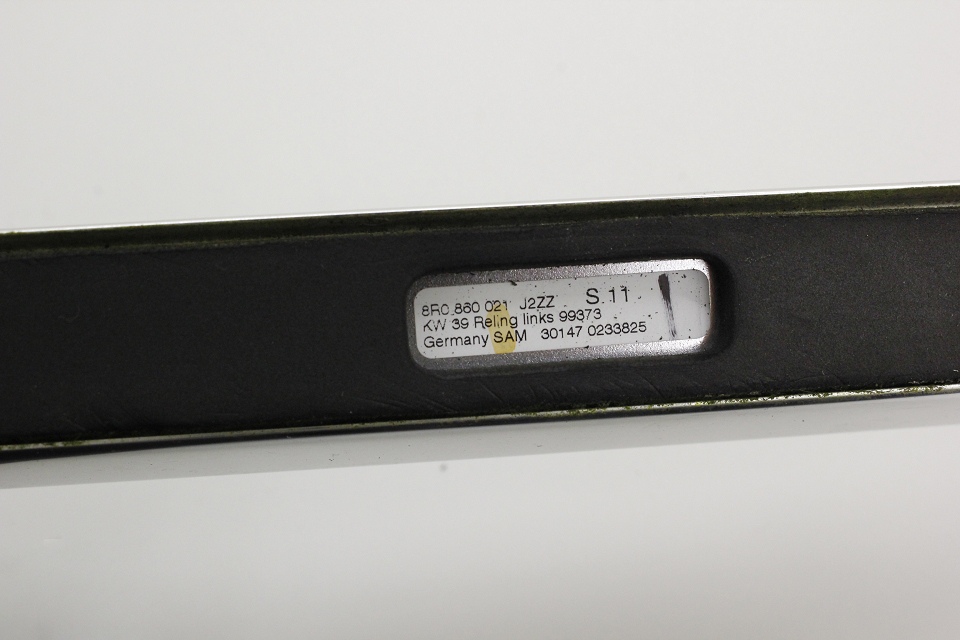 8R0.860 021 J2ZZ S.11
KW 39 Reling links 99373
Germany SAM 30147 0233825